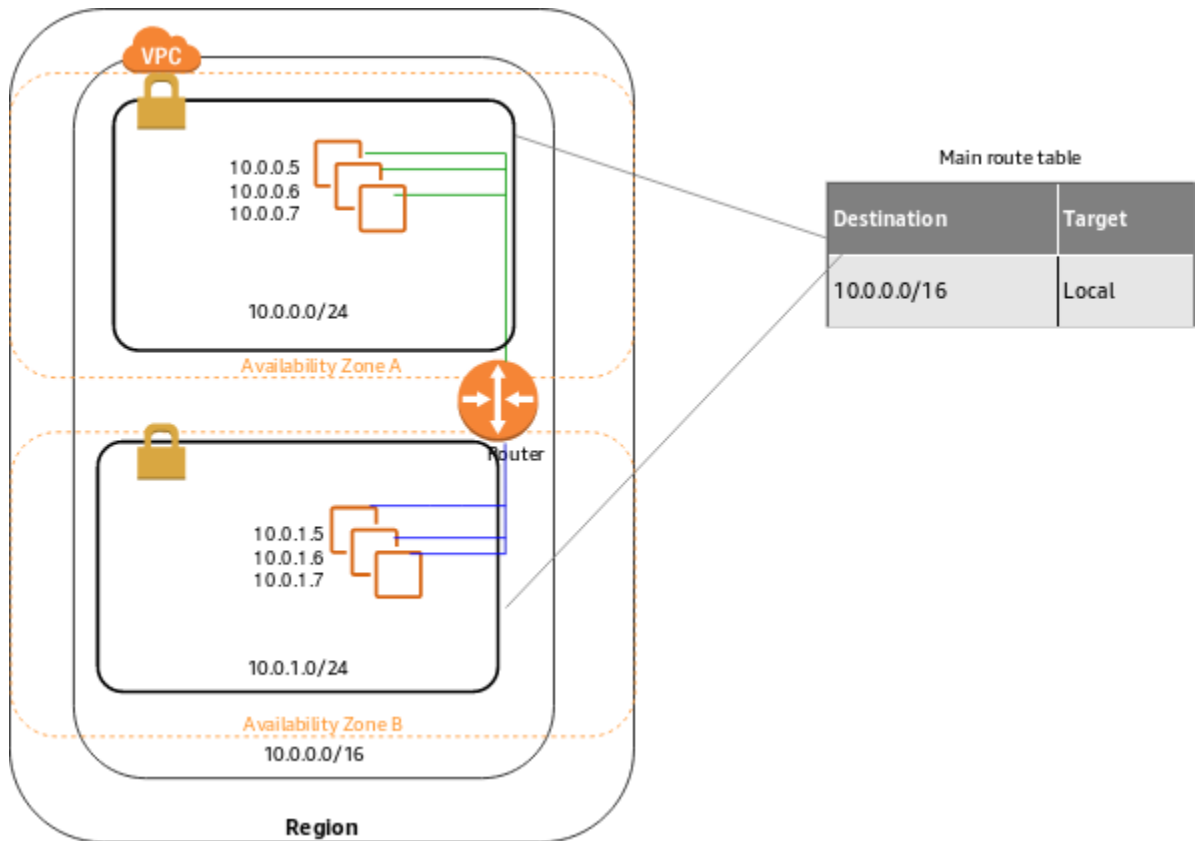 VPC
10.0.0.5
10.0.0.6
10.0.0.7
10.0.0.0/24
Availability Zone A
Router
10.0.1.5
10.0.1.6
10.0.1.7
10.0.1.0/24
Availability Zone B
10.0.0.0/16
Region
Main route table
Destination Target
10.0.0.0/16 Local